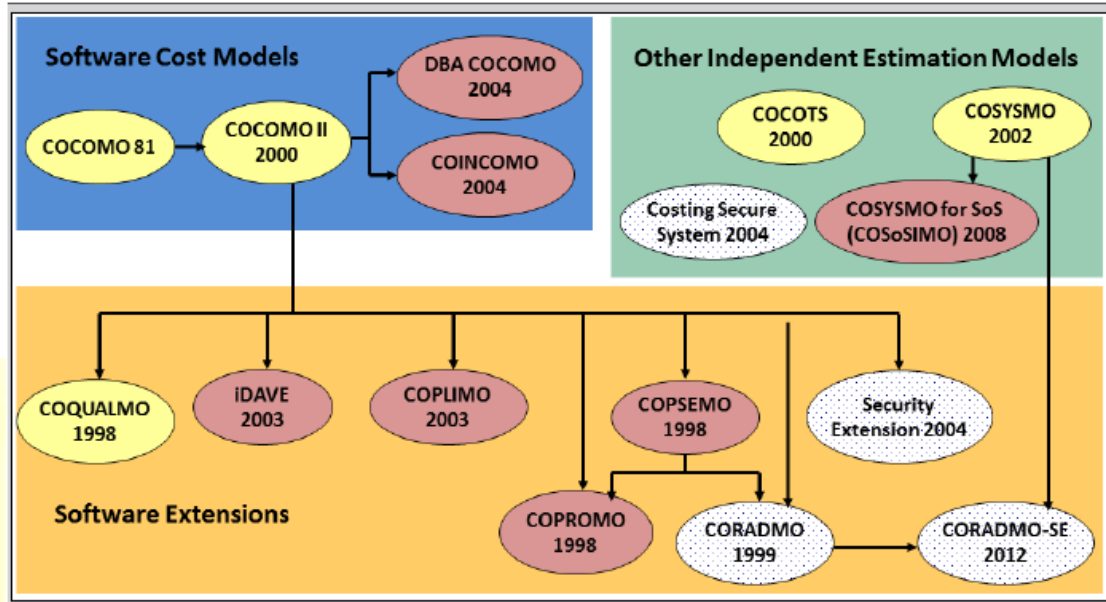 Software Cost Models
COCOMO 81
COCOMO II
2000
DBA COCOMO
2004
COINCOMO
2004
Other Independent Estimation Models
COCOTS
2000
COSYSMO
2002
Costing Secure
System 2004
COSYSMO for SoS
(COSoSIMO) 2008
COQUALMO
1998
iDAVE
2003
COPLIMO
2003
COPSEMO
1998
Security
Extension 2004
Software Extensions
COPROMO
1998
CORADMO
1999
CORADMO-SE
2012